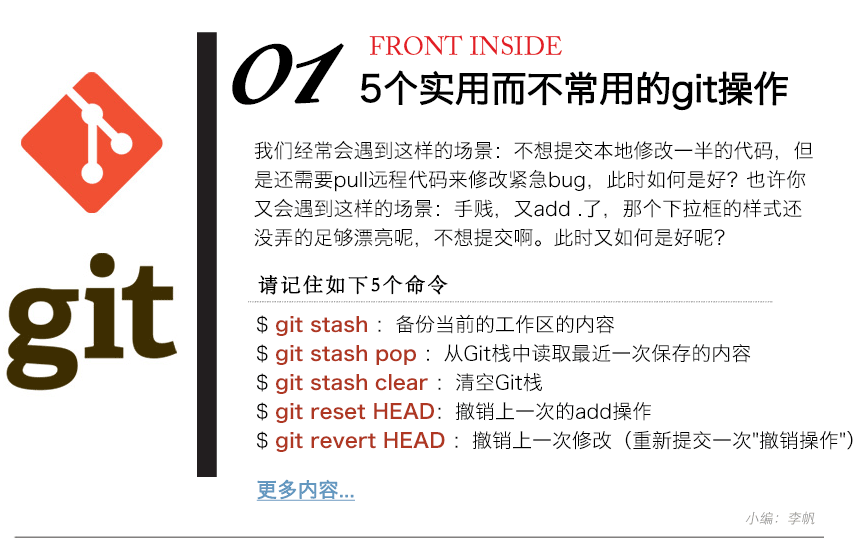 01
FRONT INSIDE
5个实用而不常用的git操作
我们经常会遇到这样的场景：不想提交本地修改一半的代码，但
是还需要pull远程代码来修改紧急bug，此时如何是好？也许你
又会遇到这样的场景：手贱，又add .了，那个下拉框的样式还
没弄的足够漂亮呢，不想提交啊。此时又如何是好呢？
git
请记住如下5个命令
$ git stash ：备份当前的工作区的内容
$ git stash pop ：从Git栈中读取最近一次保存的内容
$ git stash clear ：清空Git栈
$ git reset HEAD：撤销上一次的add操作
$ git revert HEAD ：撤销上一次修改（重新提交一次"撤销操作"）
更多内容...
小编：李帆